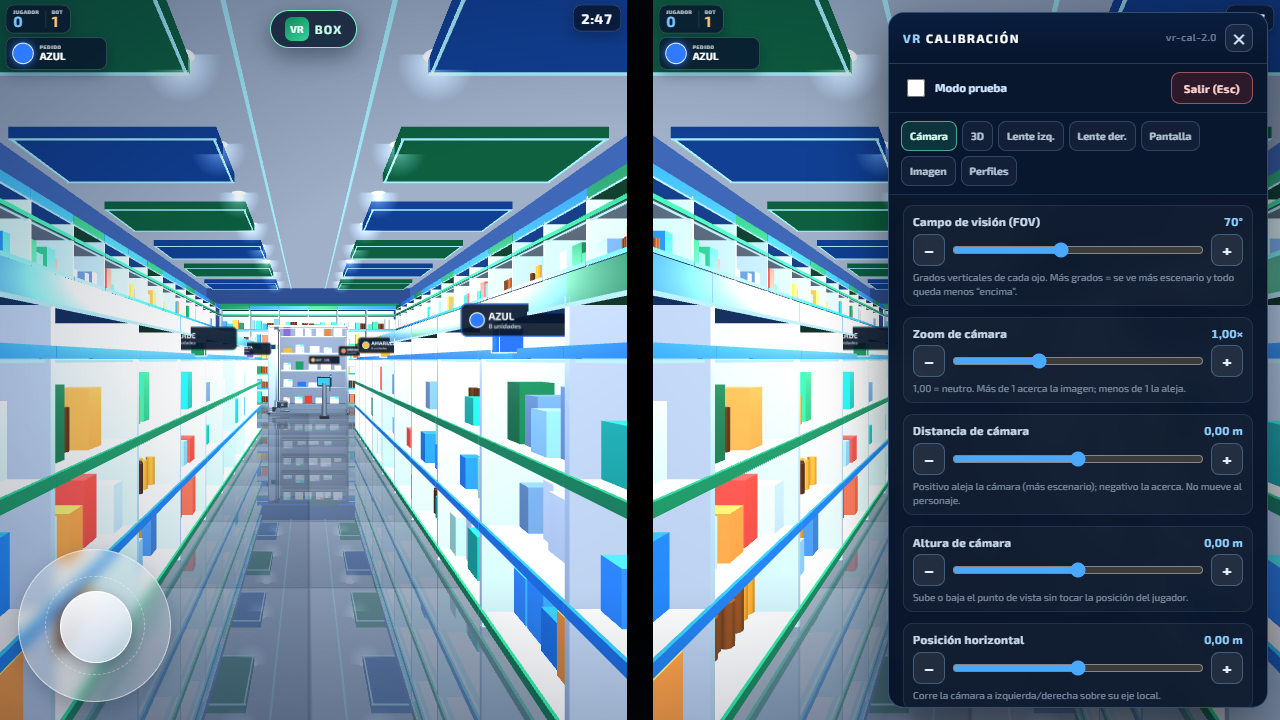 JUGADOR BOT
0 1
PEDIDO
AZUL
VR BOX
2:47
AZUL
8 unidades
JUGADOR BOT
0 1
PEDIDO
AZUL
VR CALIBRACIÓN
vr-cal-2.0
Modo prueba
Salir (Esc)
Cámara
3D
Lente izq.
Lente der.
Pantalla
Imagen
Perfiles
Campo de visión (FOV) 70°
− +
Grados verticales de cada ojo. Más grados = se ve más escenario y todo
queda menos "encima".
Zoom de cámara 1,00×
− +
1,00 = neutro. Más de 1 acerca la imagen; menos de 1 la aleja.
Distancia de cámara 0,00 m
− +
Positivo aleja la cámara (más escenario); negativo la acerca. No mueve al
personaje.
Altura de cámara 0,00 m
− +
Sube o baja el punto de vista sin tocar la posición del jugador.
Posición horizontal 0,00 m
− +
Corre la cámara a izquierda/derecha sobre su eje local.